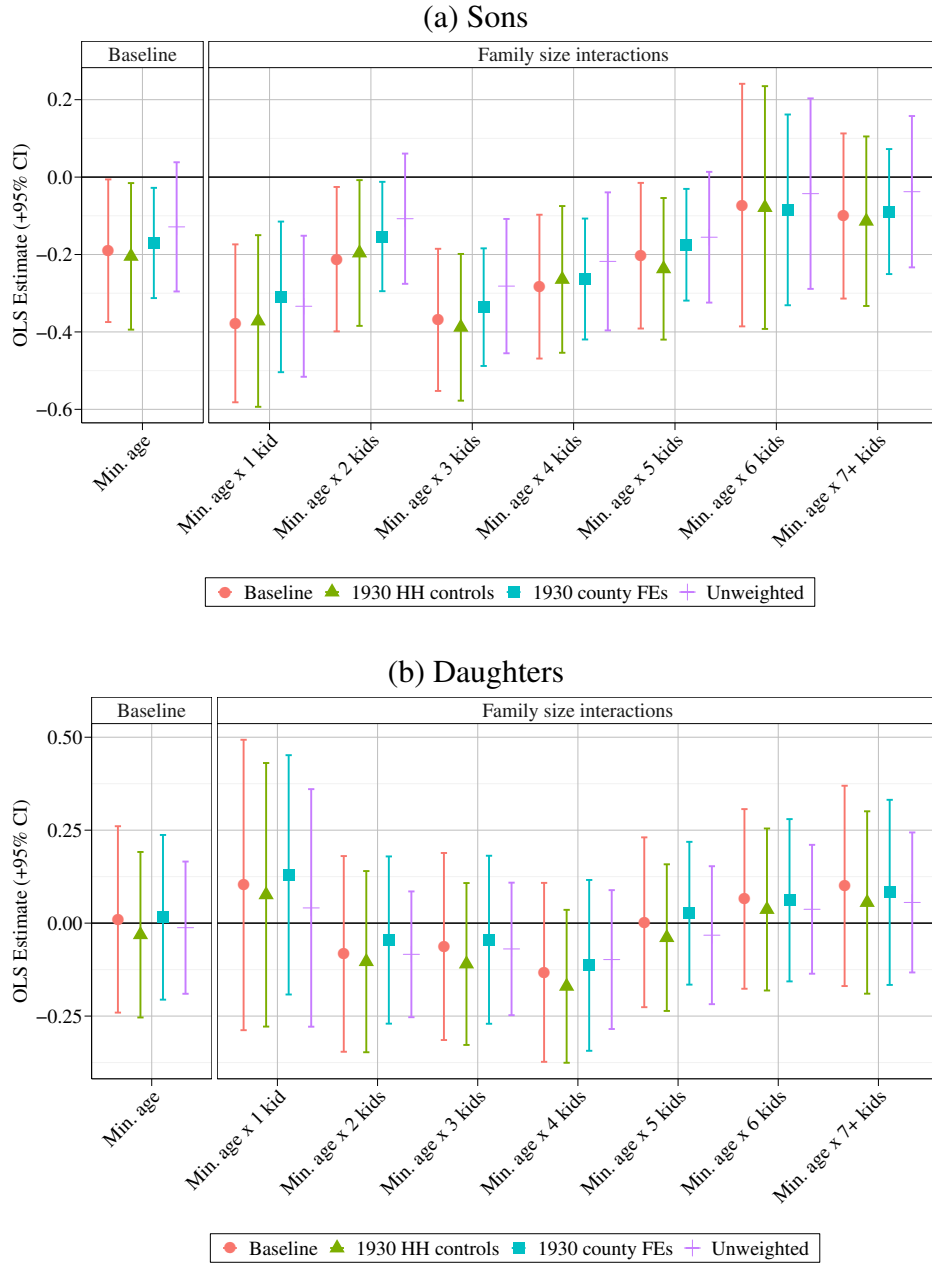 (a) Sons
Baseline
Family size interactions
OLS Estimate (+95% CI)
0.2
0.0
−0.2
−0.4
−0.6
Min. age
Min. age x 1 kid
Min. age x 2 kids
Min. age x 3 kids
Min. age x 4 kids
Min. age x 5 kids
Min. age x 6 kids
Min. age x 7+ kids
Baseline 1930 HH controls 1930 county FEs Unweighted
(b) Daughters
Baseline
Family size interactions
OLS Estimate (+95% CI)
0.50
0.25
0.00
−0.25
Min. age
Min. age x 1 kid
Min. age x 2 kids
Min. age x 3 kids
Min. age x 4 kids
Min. age x 5 kids
Min. age x 6 kids
Min. age x 7+ kids
Baseline 1930 HH controls 1930 county FEs Unweighted